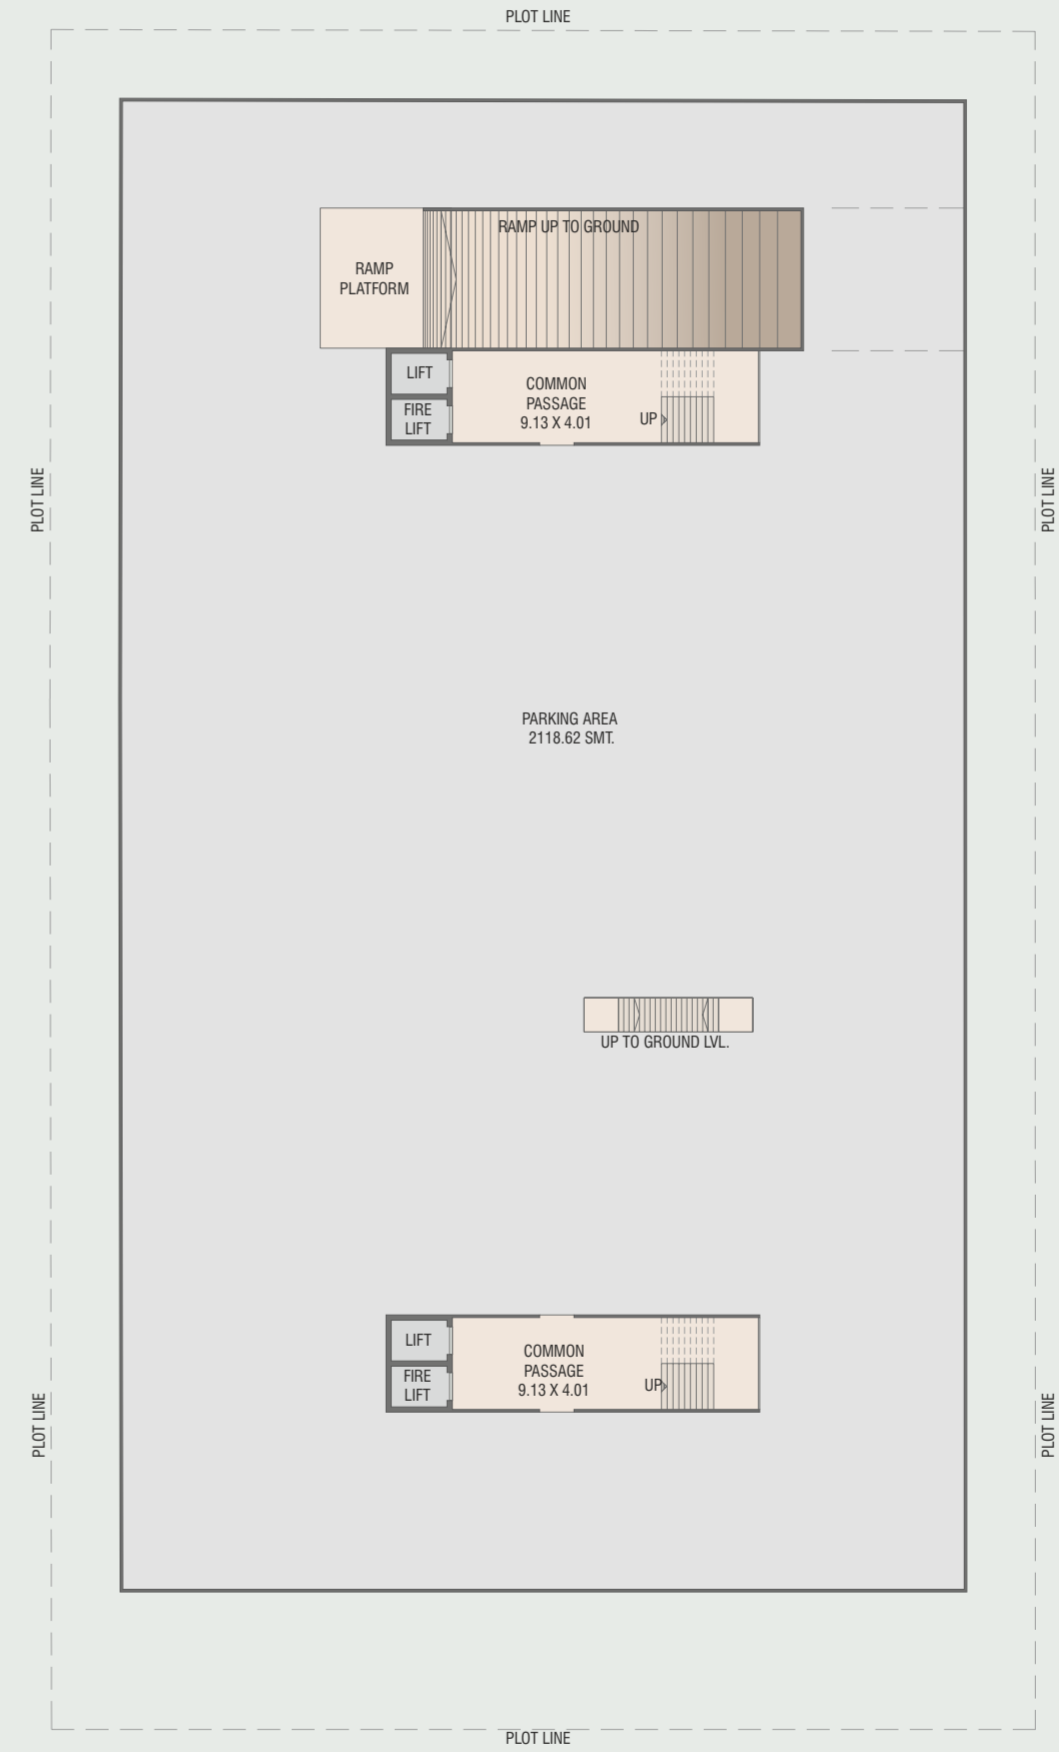 PLOT LINE
RAMP UP TO GROUND
RAMP
PLATFORM
LIFT
FIRE
LIFT
COMMON
PASSAGE
9.13 X 4.01
UP
PLOT LINE
PLOT LINE
PARKING AREA
2118.62 SMT.
UP TO GROUND LVL.
LIFT
FIRE
LIFT
COMMON
PASSAGE
9.13 X 4.01
UP
PLOT LINE
PLOT LINE
PLOT LINE